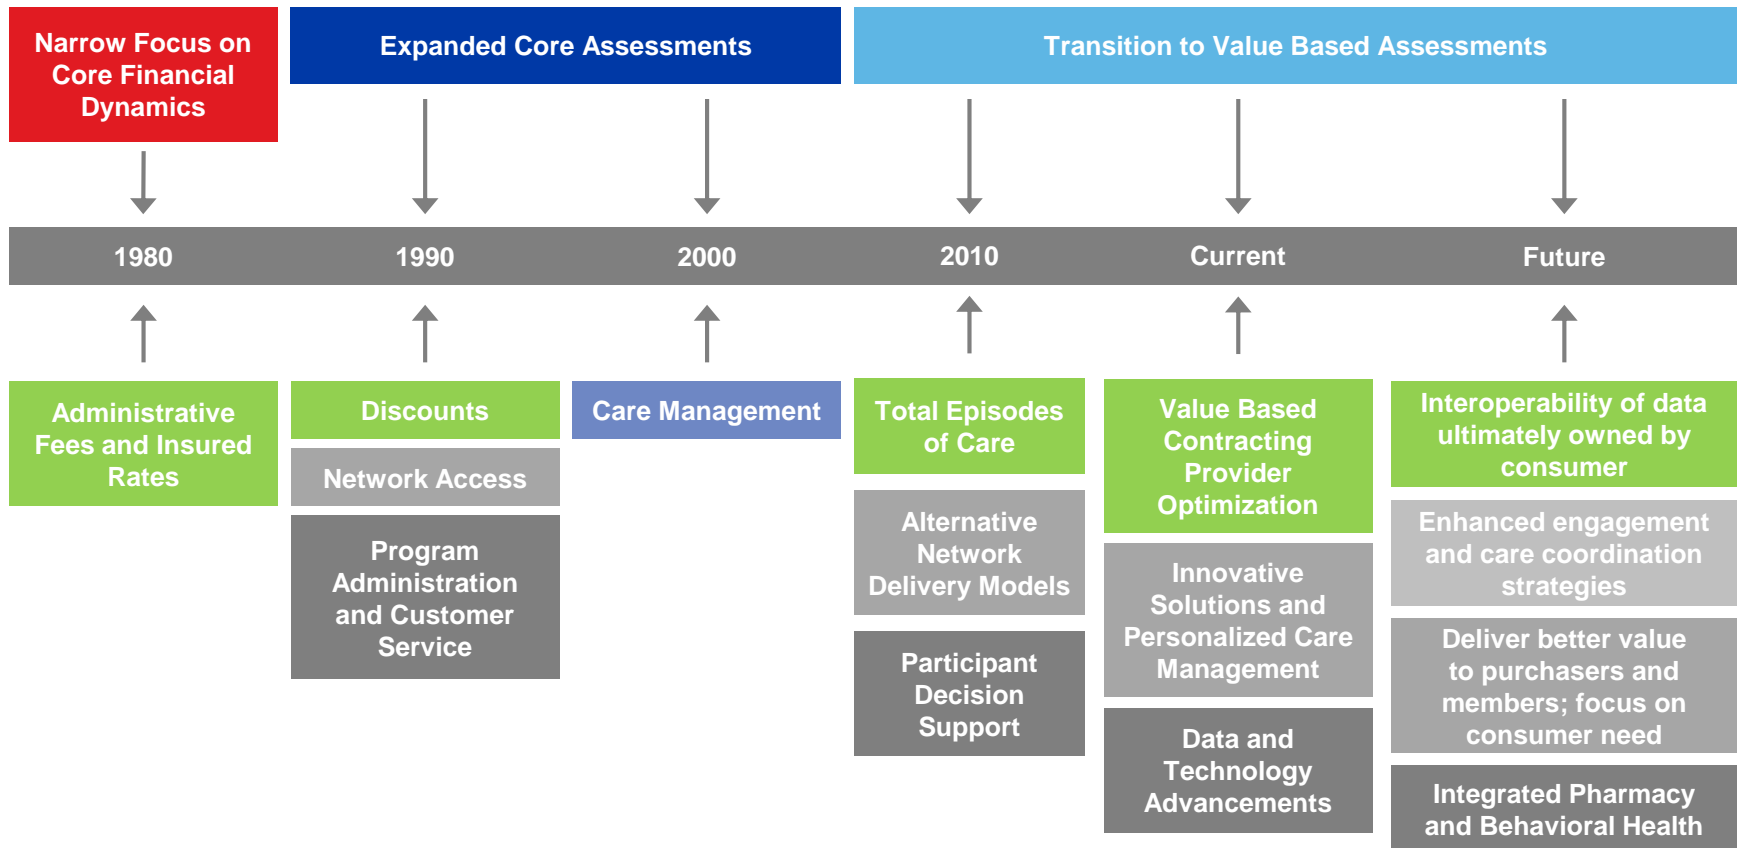 Narrow Focus on
Core Financial
Dynamics
Expanded Core Assessments
Transition to Value Based Assessments
1980
1990
2000
2010
Current
Future
Administrative
Fees and Insured
Rates
Discounts
Network Access
Program
Administration
and Customer
Service
Care Management
Total Episodes
of Care
Alternative
Network
Delivery Models
Participant
Decision
Support
Value Based
Contracting
Provider
Optimization
Innovative
Solutions and
Personalized Care
Management
Data and
Technology
Advancements
Interoperability of data
ultimately owned by
consumer
Enhanced engagement
and care coordination
strategies
Deliver better value
to purchasers and
members; focus on
consumer need
Integrated Pharmacy
and Behavioral Health